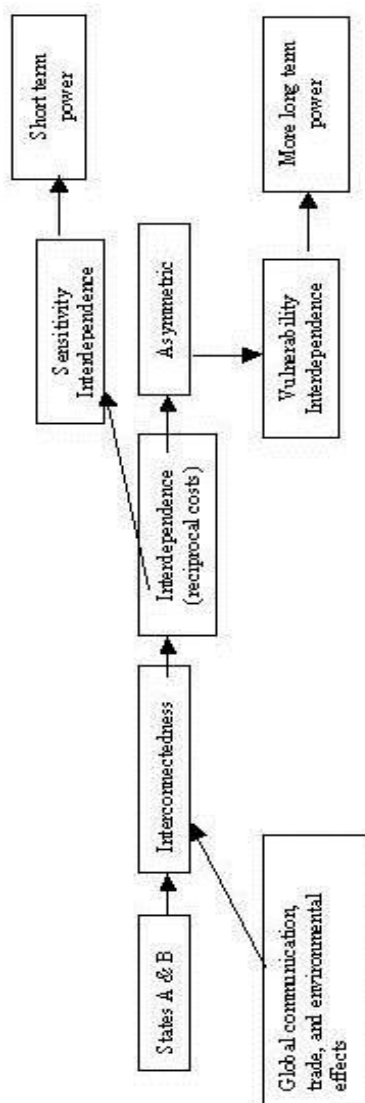 States A & B
Global communication,
trade, and environmental
effects
Interconnectedness
Interdependence
(reciprocal costs)
Sensitivity
Interdependence
Short term
power
Asymmetric
Vulnerability
Interdependence
More long term
power